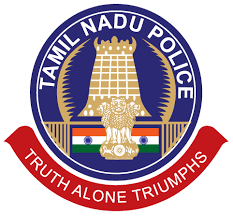 TAMIL NADU POLICE
TRUTH ALONE TRIUMPHS